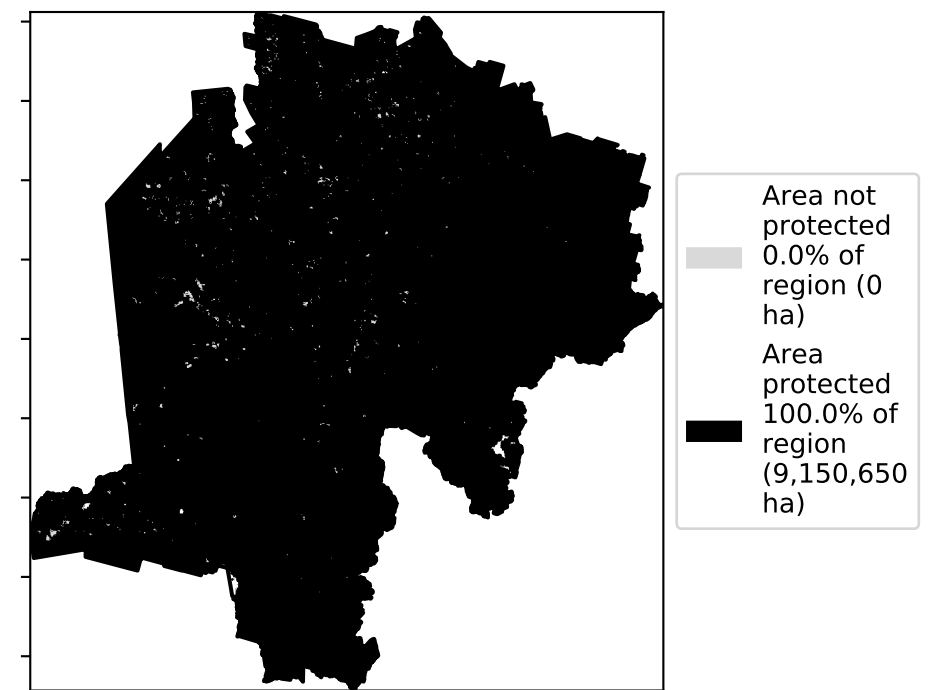 Area not
protected
0.0% of
region (0
ha)
Area
protected
100.0% of
region
(9,150,650
ha)